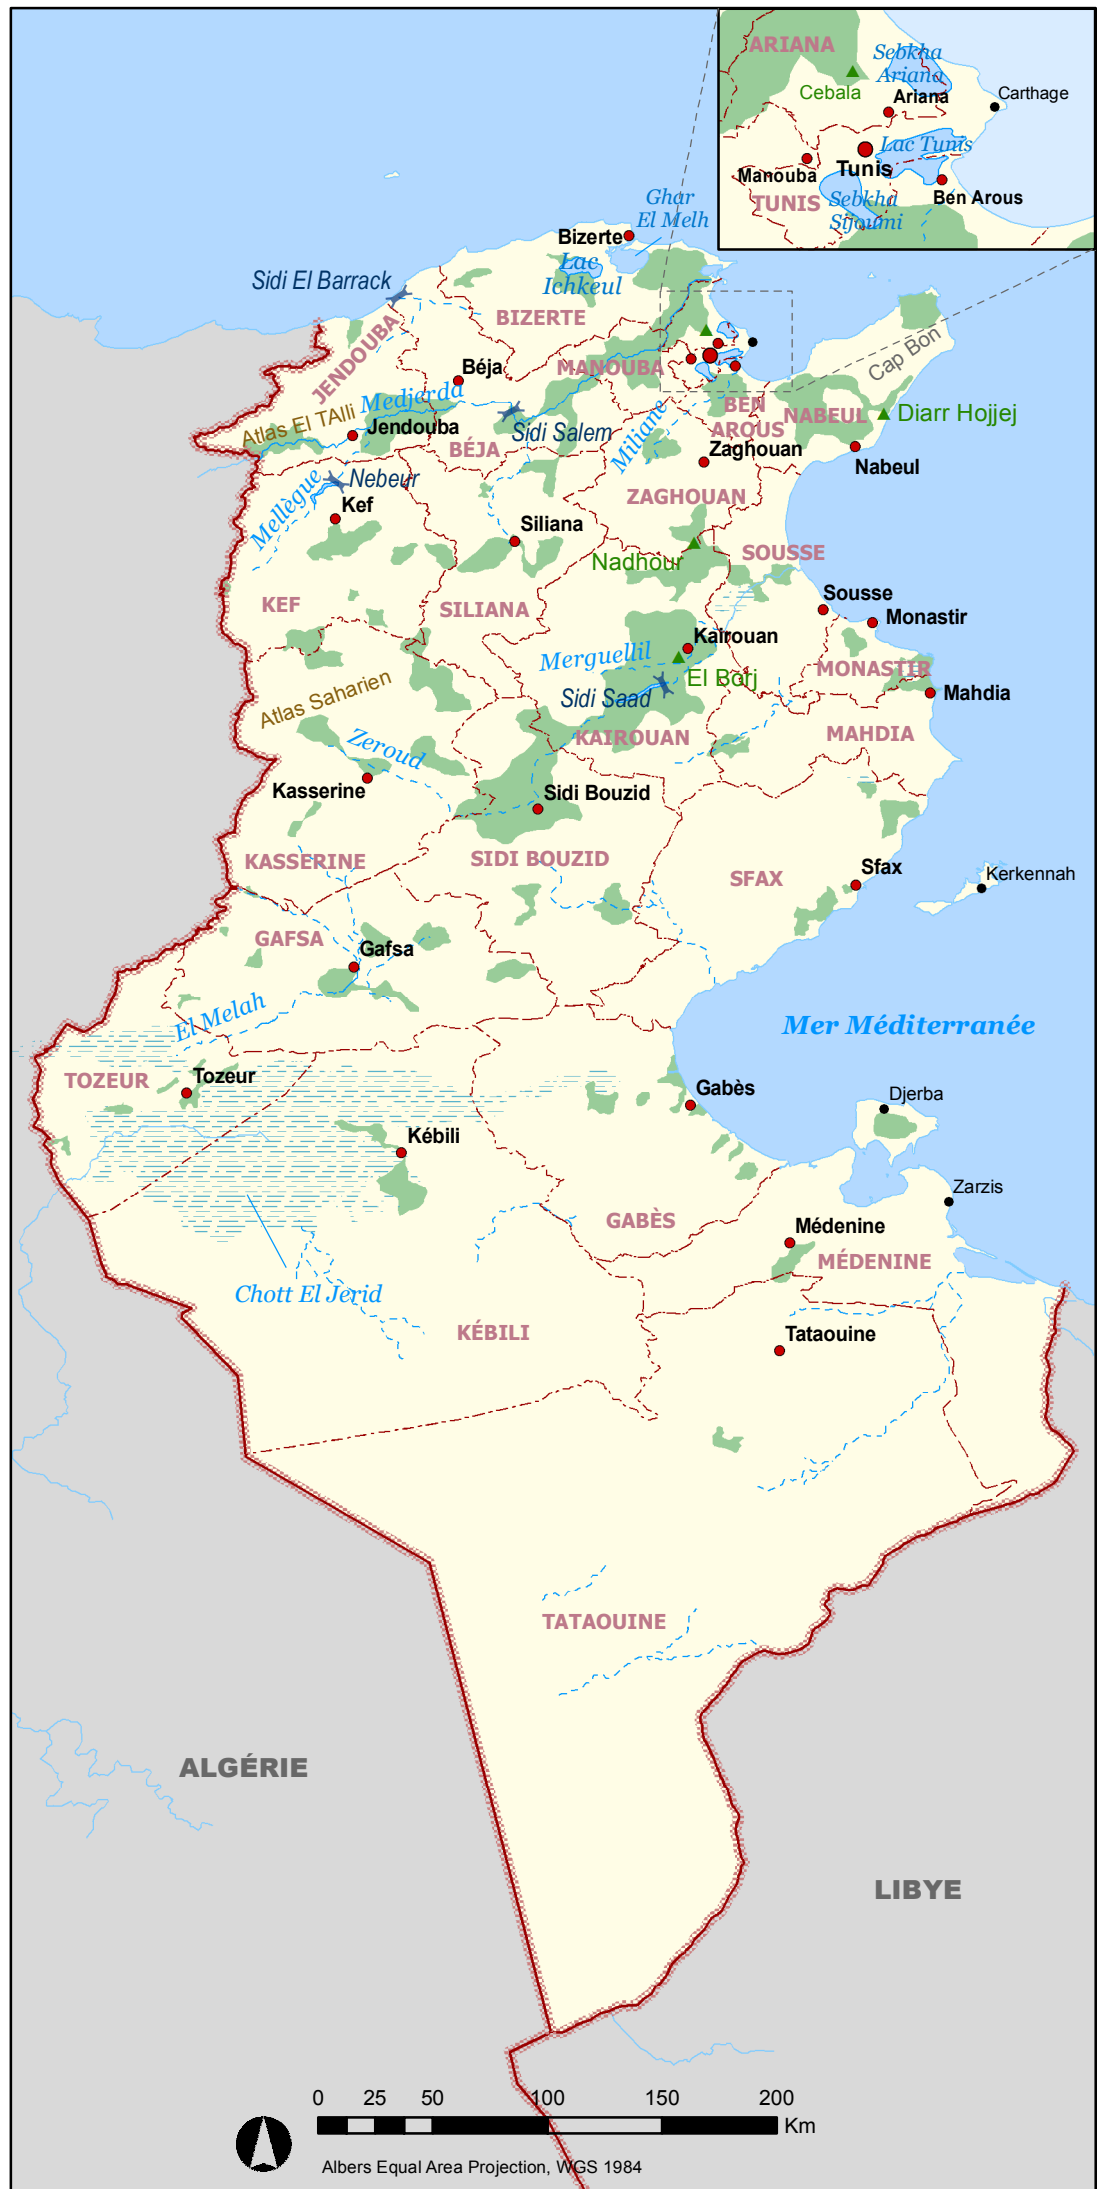 ARIANA
Sebkha
Ariana
Cebala
Ariana
Carthage
Lac Tunis
Manouba
Tunis
TUNIS
Sebkha
Sijoumi
Ben Arous
Ghar
El Melh
Bizerte
Lac
Ichkeul
Sidi El Barrack
BIZERTE
JENDOUBA
Béja
MANOUBA
Cap Bon
Medjerda
Atlas El TAlli
Jendouba
BÉJA
Sidi Salem
Miliane
BEN
AROUS
NABEUL
Diarr Hojjej
Zaghouan
Nabeul
Mellègue
Nebeur
Kef
ZAGHOUAN
Siliana
Nadhour
SOUSSE
KEF
SILIANA
Sousse
Monastir
Kairouan
Merguellil
El Borj
MONASTIR
Sidi Saad
Mahdia
Atlas Saharien
KAIROUAN
MAHDIA
Zeroud
Kasserine
Sidi Bouzid
KASSERINE
SIDI BOUZID
SFAX
Sfax
Kerkennah
GAFSA
Gafsa
El Melah
Mer Méditerranée
TOZEUR
Tozeur
Gabès
Djerba
Kébili
Zarzis
GABÈS
Médenine
MÉDENINE
Chott El Jerid
KÉBILI
Tataouine
TATAOUINE
ALGÉRIE
LIBYE
0 25 50 100 150 200
Km
Albers Equal Area Projection, WGS 1984